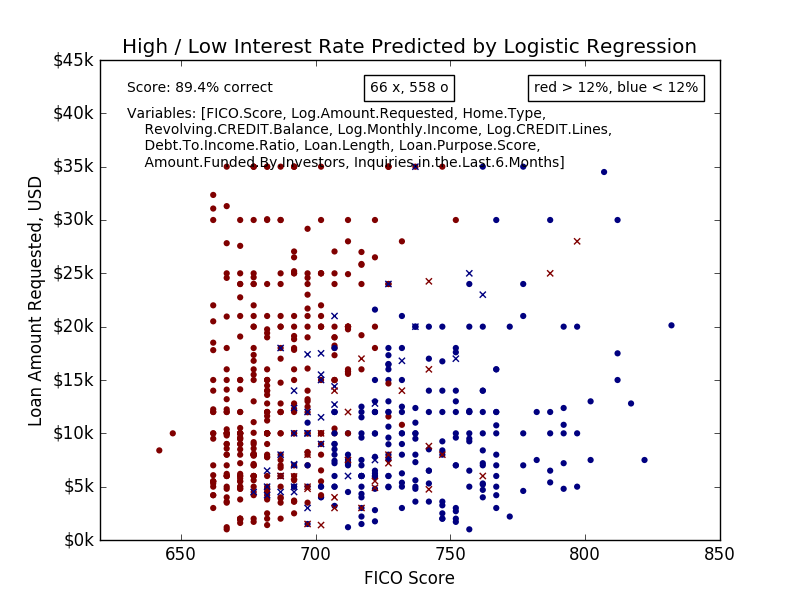 High / Low Interest Rate Predicted by Logistic Regression
$45k
Score: 89.4% correct
66 x, 558 o
red > 12%, blue < 12%
Variables: [FICO.Score, Log.Amount.Requested, Home.Type,
Revolving.CREDIT.Balance, Log.Monthly.Income, Log.CREDIT.Lines,
Debt.To.Income.Ratio, Loan.Length, Loan.Purpose.Score,
Amount.Funded.By.Investors, Inquiries.in.the.Last.6.Months]
$40k
$35k
$30k
$25k
$20k
$15k
$10k
$5k
$0k
Loan Amount Requested, USD
650
700
750
800
850
FICO Score